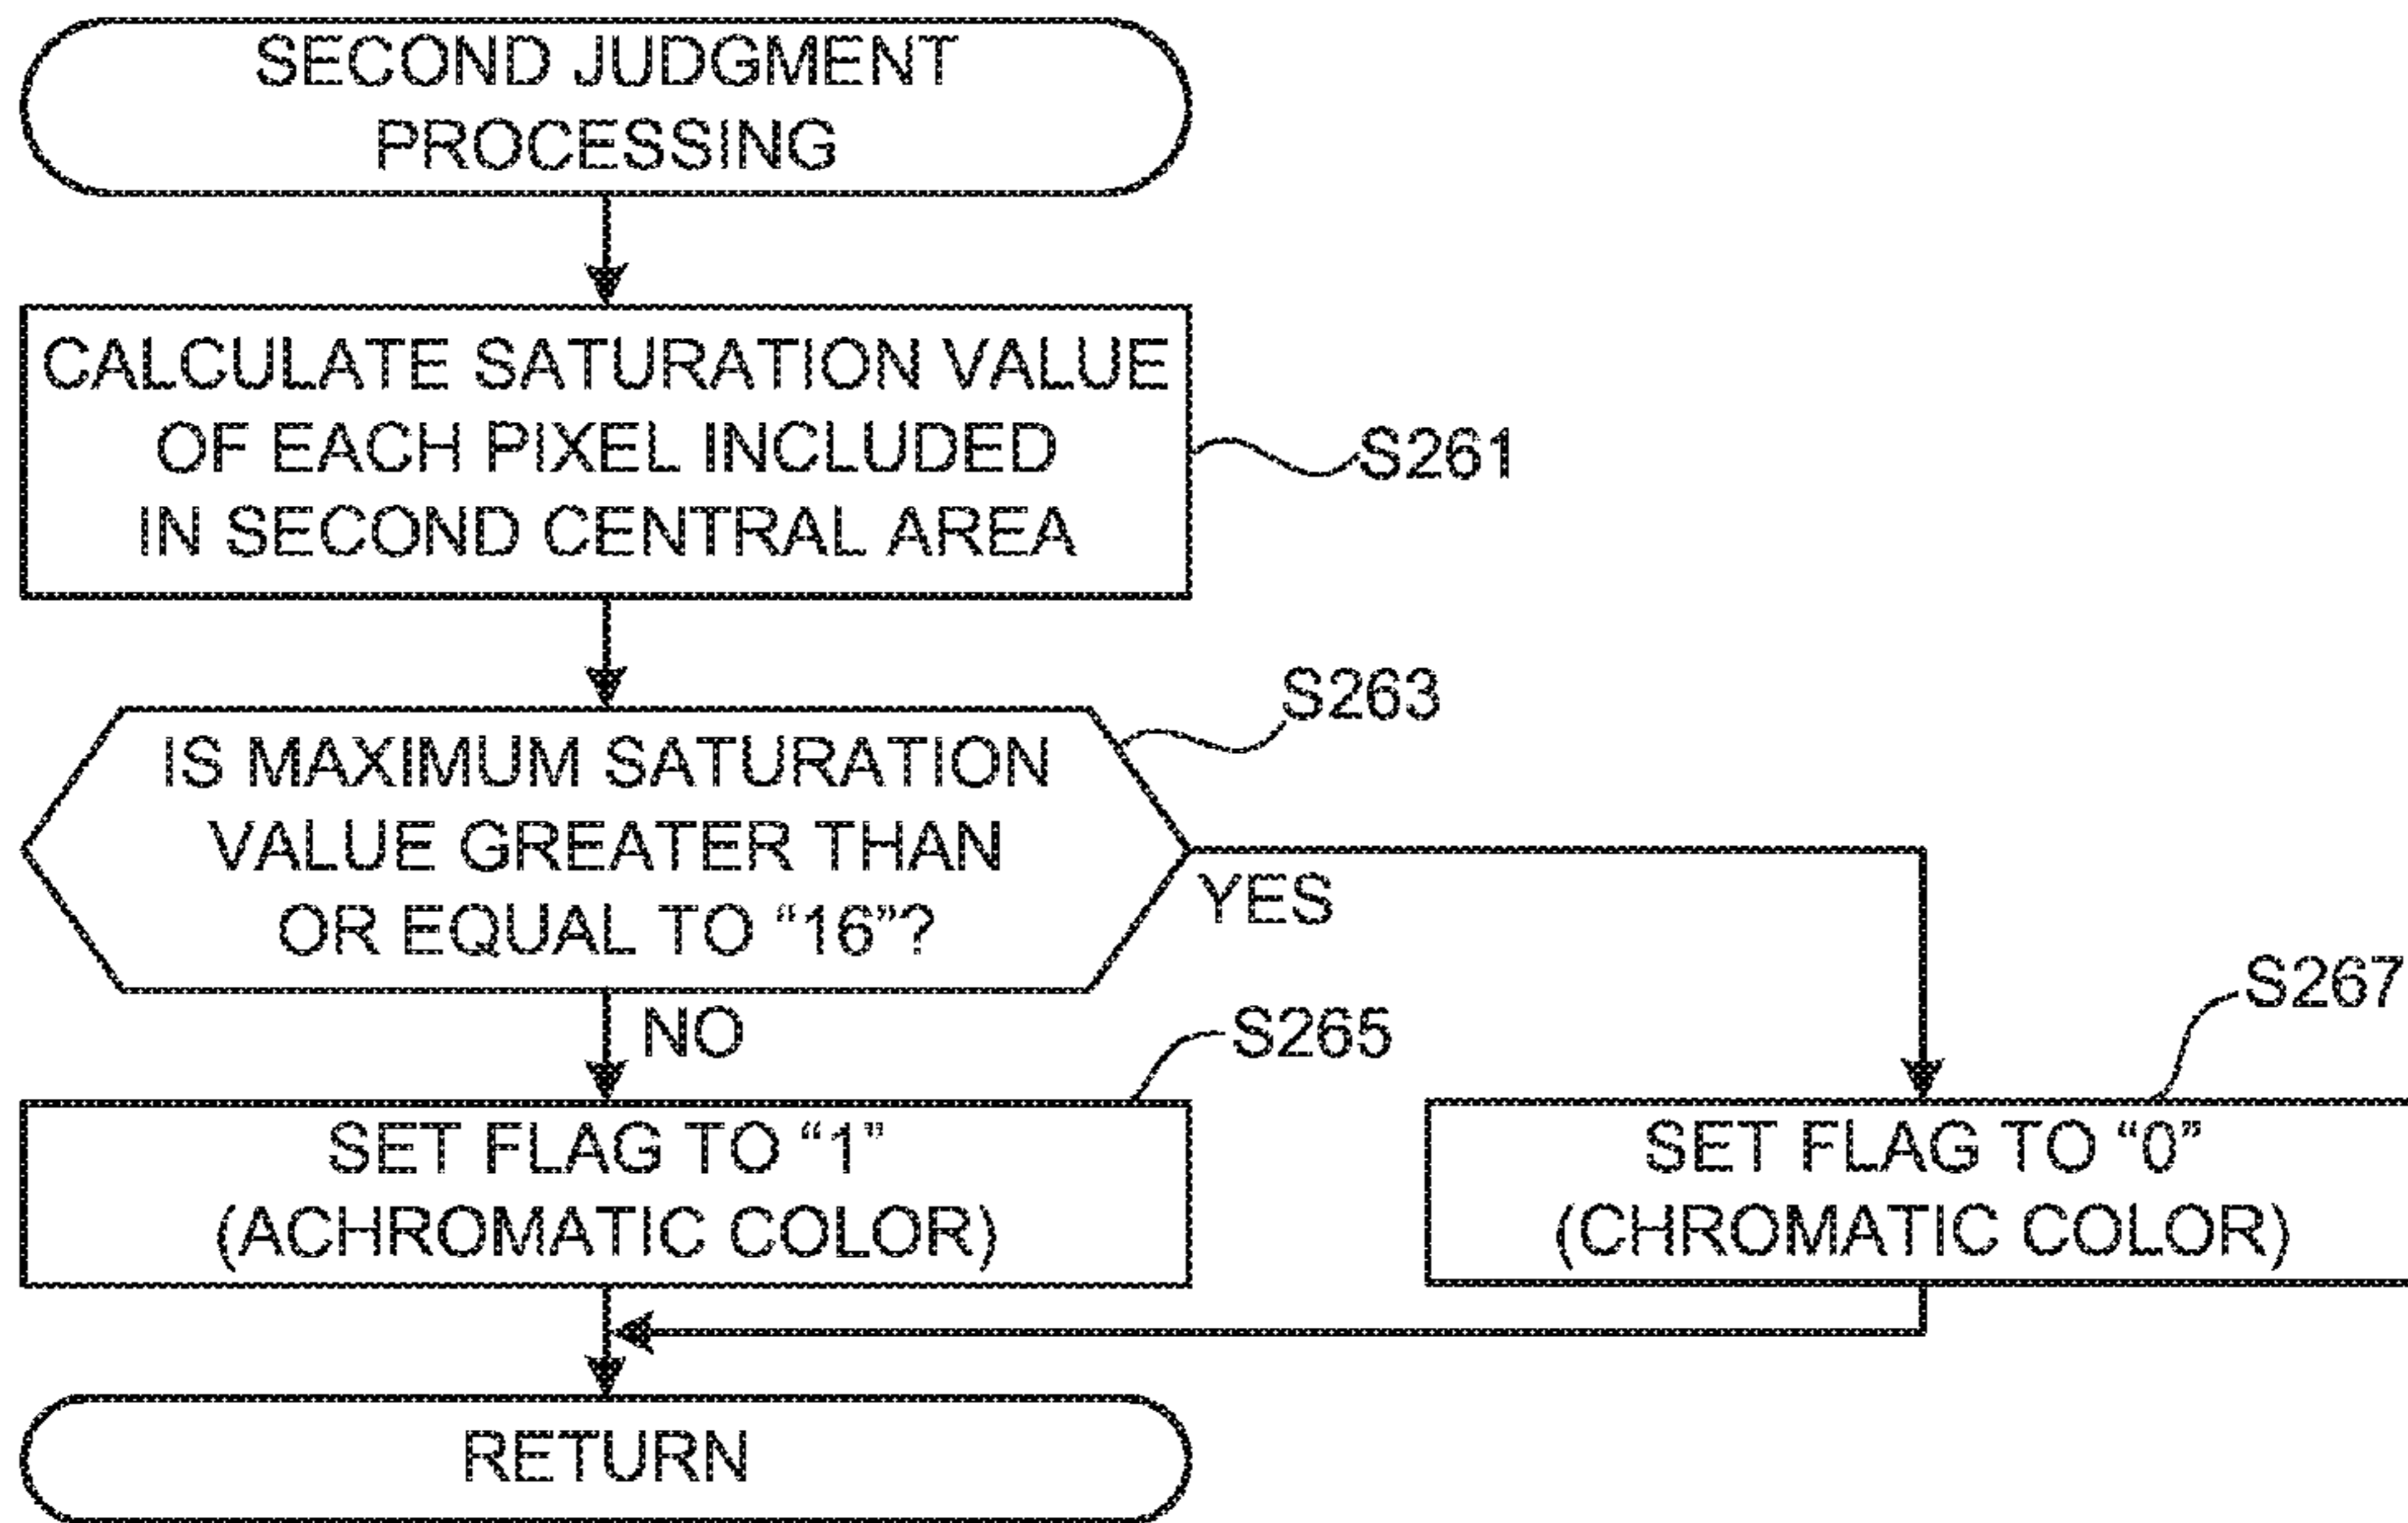 SECOND JUDGMENT
PROCESSING
CALCULATE SATURATION VALUE
OF EACH PIXEL INCLUDED
IN SECOND CENTRAL AREA
S261
S263
IS MAXIMUM SATURATION
VALUE GREATER THAN
OR EQUAL TO “16”?
YES
NO
S265
S267
SET FLAG TO “1”
(ACHROMATIC COLOR)
SET FLAG TO “0”
(CHROMATIC COLOR)
RETURN